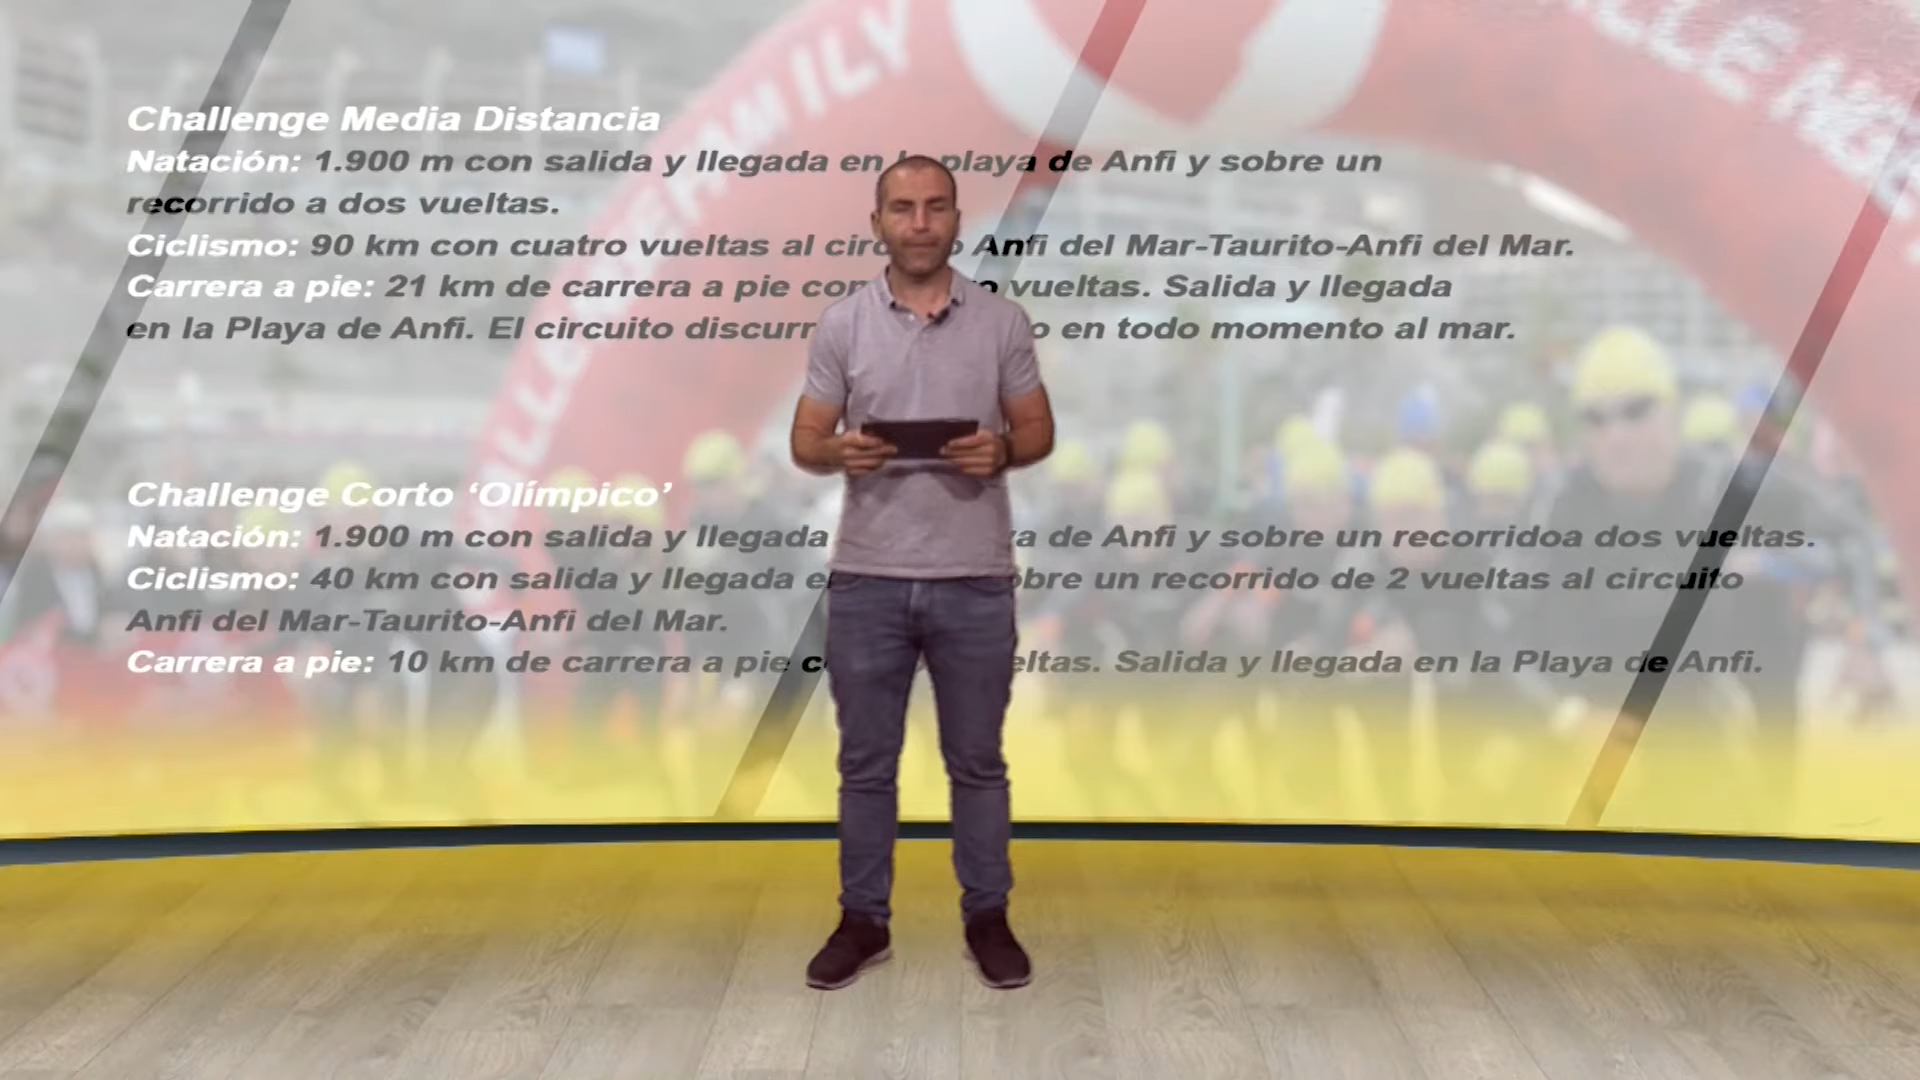 CHALLENGEFAMILY
CHALLENGE
Challenge Media Distancia
Natación: 1.900 m con salida y llegada en la playa de Anfi y sobre un
recorrido a dos vueltas.
Ciclismo: 90 km con cuatro vueltas al Anfi del Mar-Taurito-Anfi del Mar.
Carrera a pie: 21 km de carrera a pie vueltas. Salida y llegada
en la Playa de Anfi. El circuito en todo momento al mar.
Challenge Corto ‘Olímpico’
Natación: 1.900 m con salida y llegada de Anfi y sobre un recorridoa dos vueltas.
Ciclismo: 40 km con salida y llegada un recorrido de 2 vueltas al circuito
Anfi del Mar-Taurito-Anfi del Mar.
Carrera a pie: 10 km de carrera a pie Salida y llegada en la Playa de Anfi.